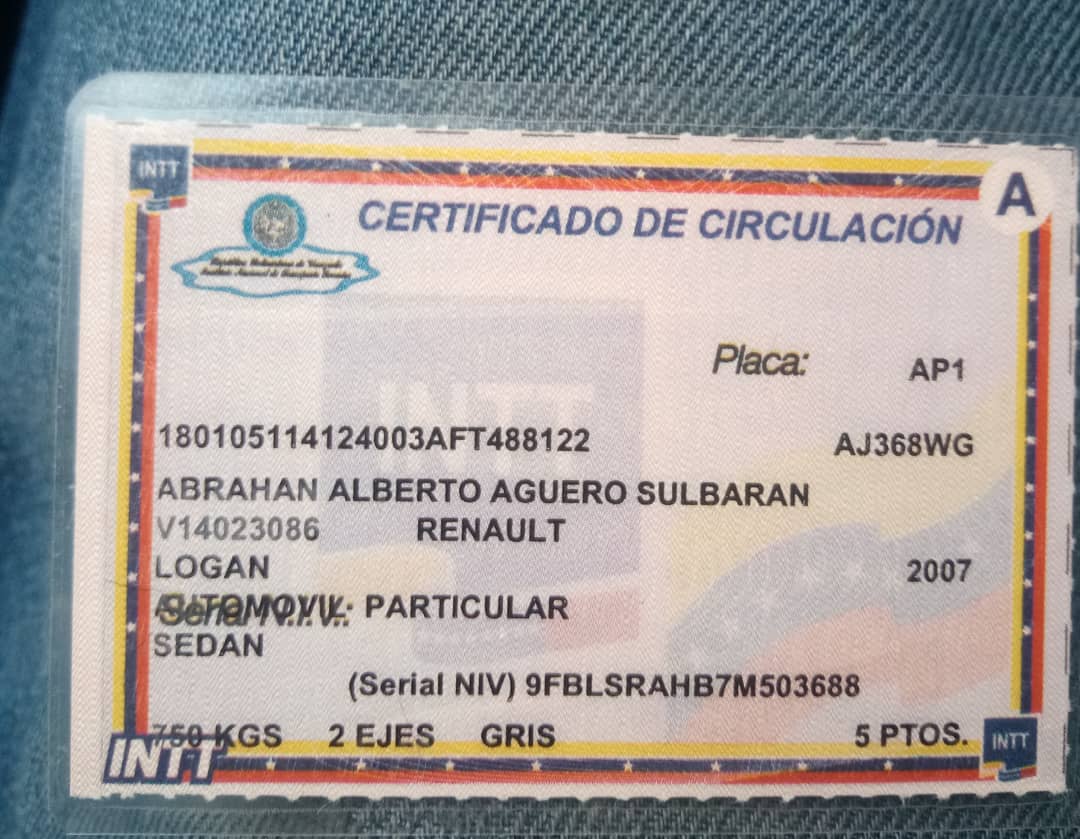 INTT
A
CERTIFICADO DE CIRCULACIÓN
República Bolivariana de Venezuela
Instituto Nacional de Transporte Terrestre
INTT
Placa: AP1
180105114124003AFT488122 AJ368WG
ABRAHAN ALBERTO AGUERO SULBARAN
V14023086 RENAULT
LOGAN 2007
AUTOMOVIL PARTICULAR
Serial N.I.V.:
SEDAN
(Serial NIV) 9FBLSRAHB7M503688
750 KGS 2 EJES GRIS 5 PTOS.
INTT INTT